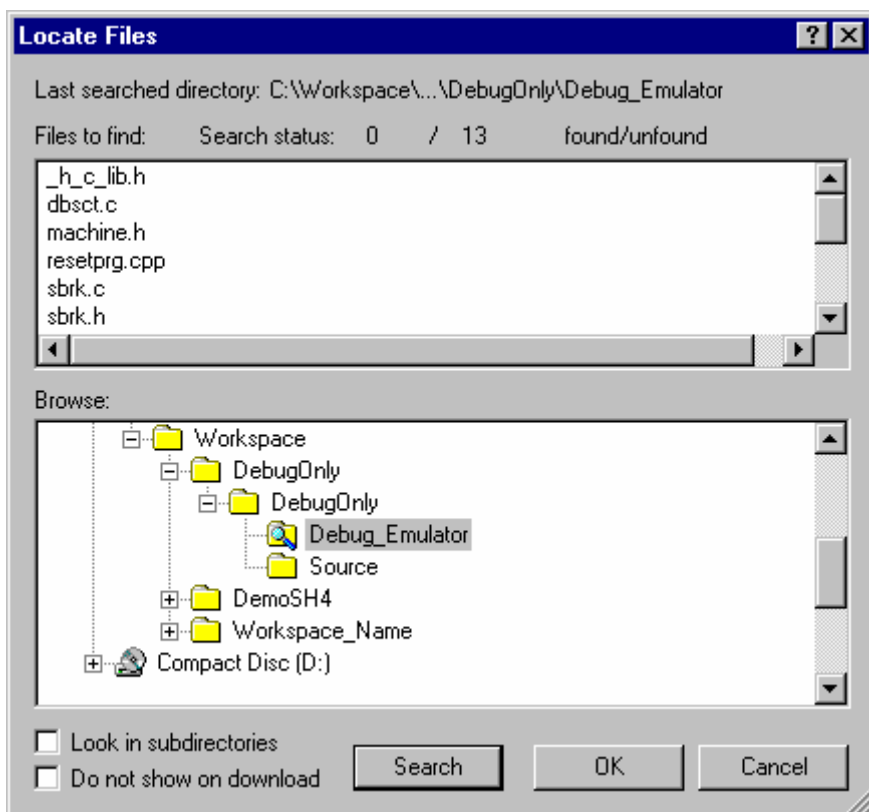 Locate Files
Last searched directory: C:\Workspace\...\DebugOnly\Debug_Emulator
Files to find: Search status: 0 / 13 found/unfound
_h_c_lib.h
dbsct.c
machine.h
resetprg.cpp
sbrk.c
sbrk.h
Browse:
Workspace
DebugOnly
DebugOnly
Debug_Emulator
Source
DemoSH4
Workspace_Name
Compact Disc (D:)
Look in subdirectories
Do not show on download
Search OK Cancel